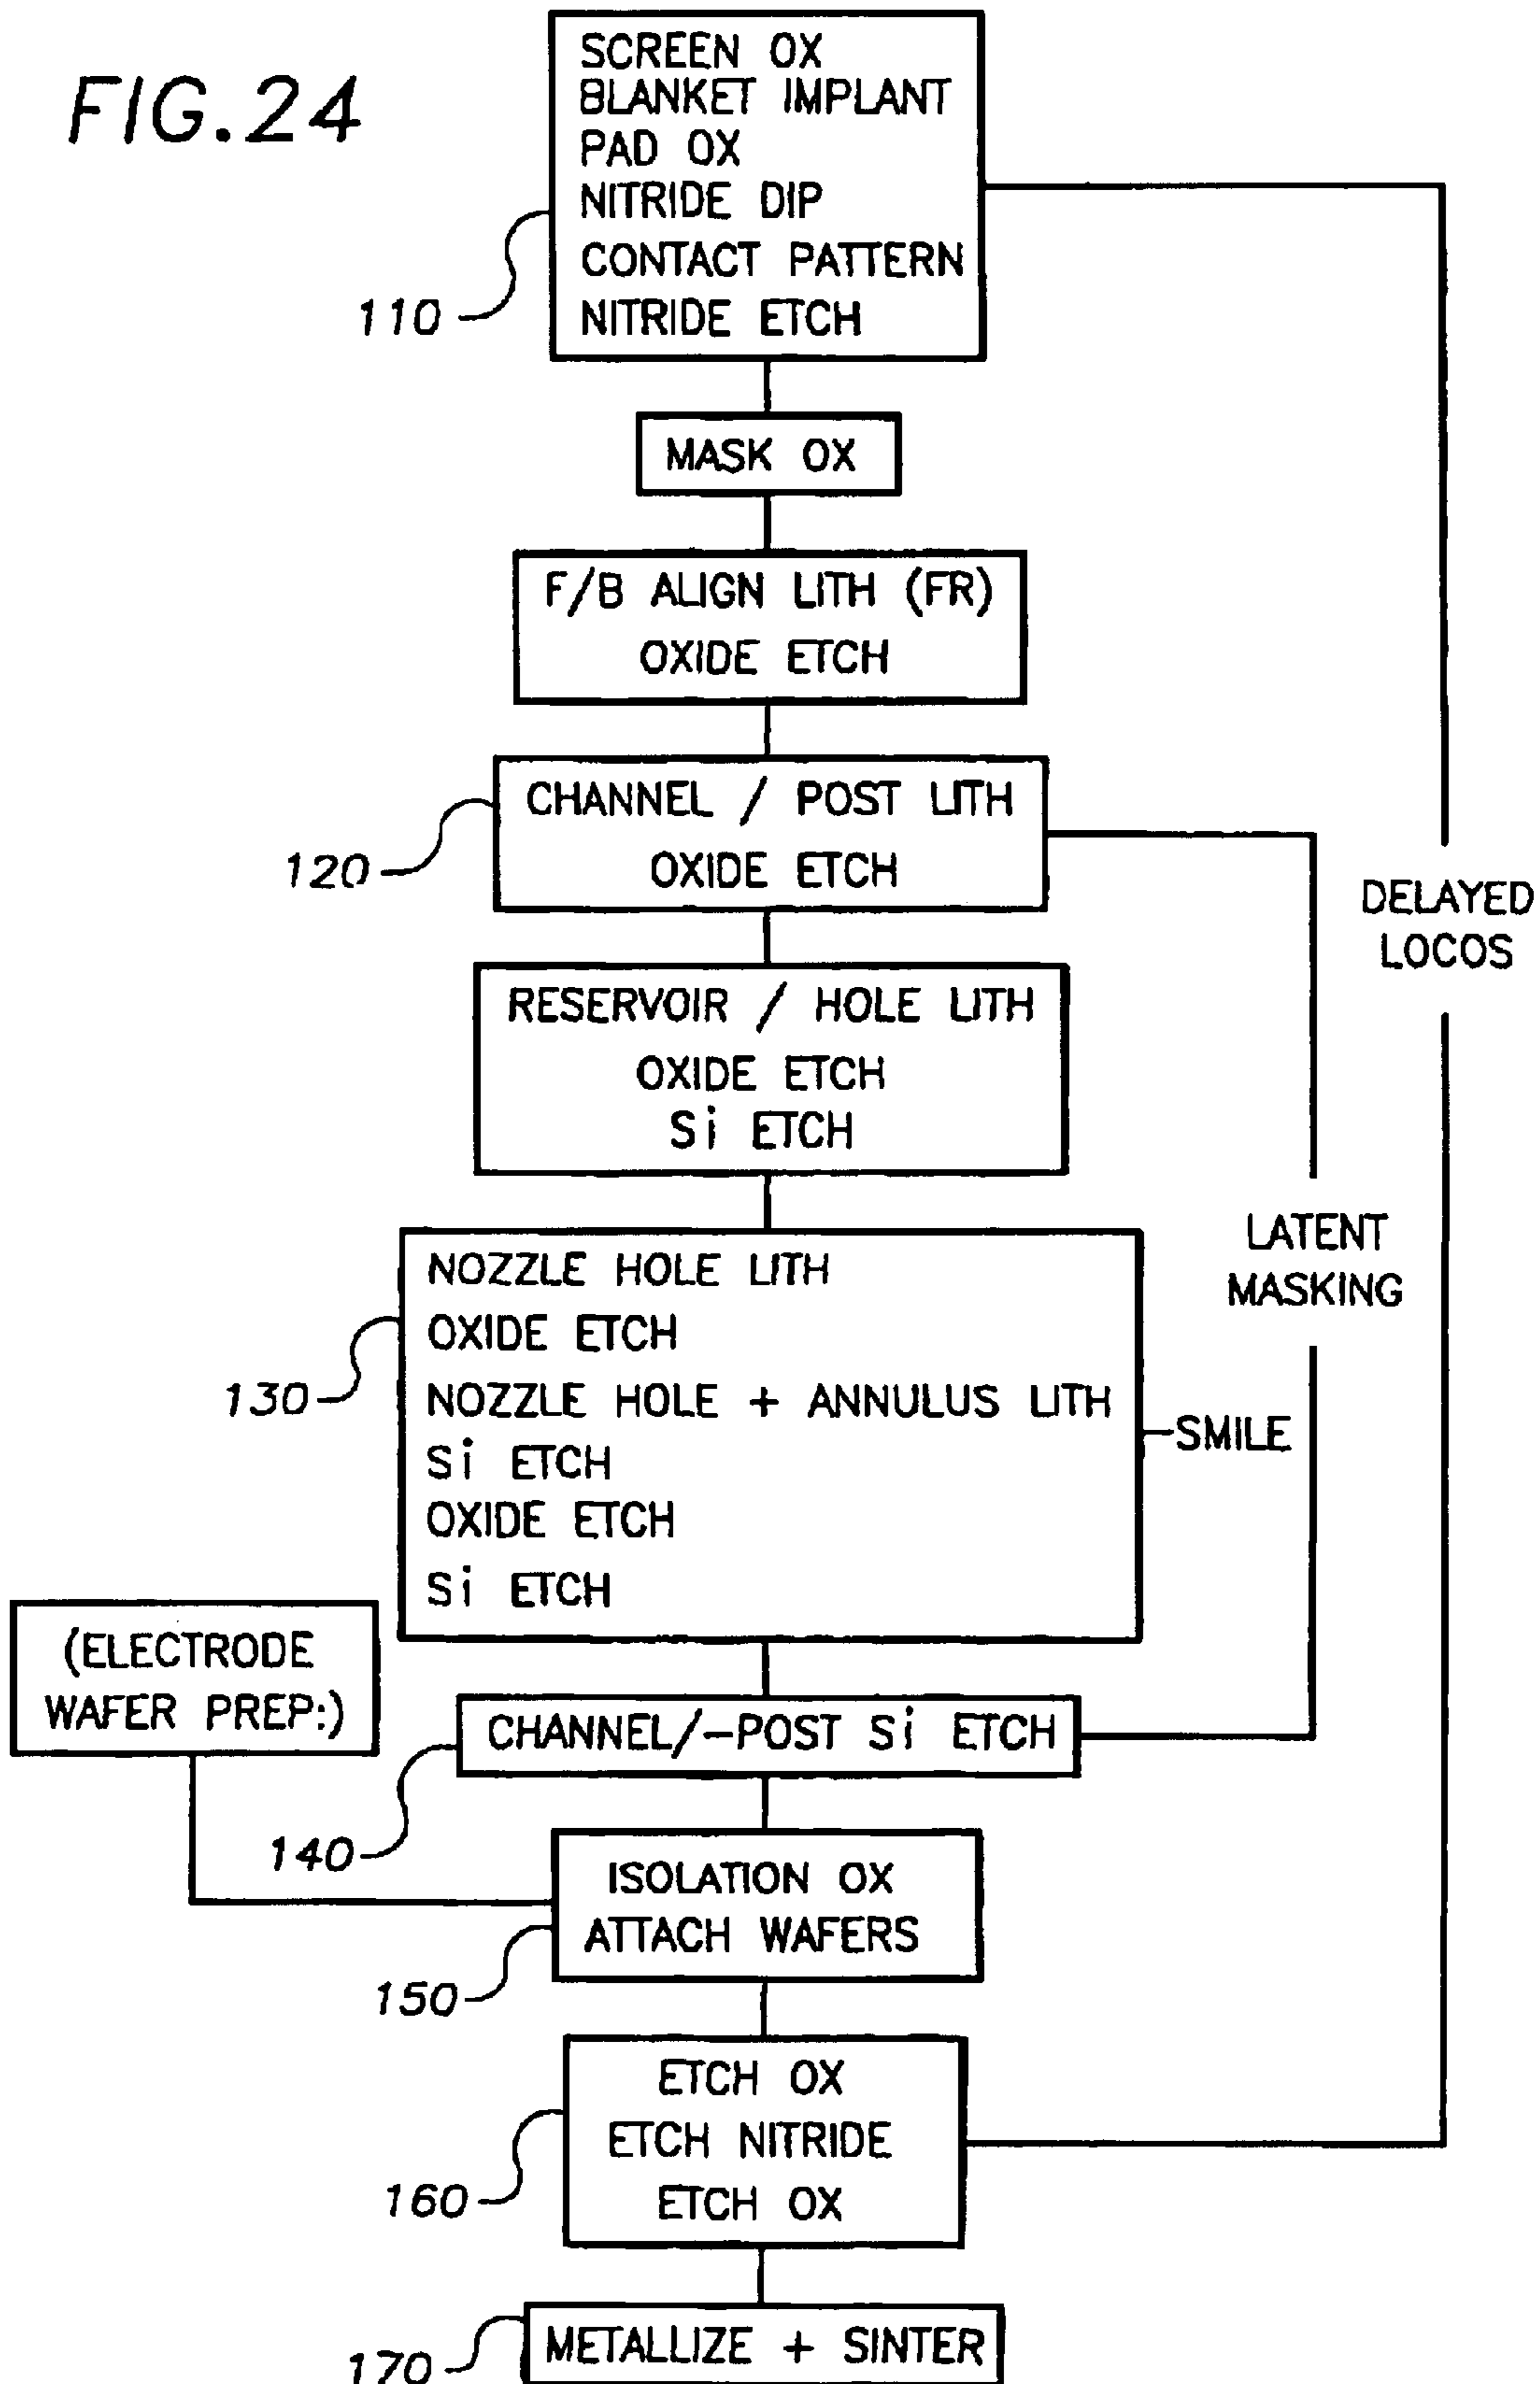 FIG.24
SCREEN OX
BLANKET IMPLANT
PAD OX
NITRIDE DIP
CONTACT PATTERN
NITRIDE ETCH
110
MASK OX
F/B ALIGN LITH (FR)
OXIDE ETCH
CHANNEL / POST LITH
OXIDE ETCH
120
DELAYED
LOCOS
RESERVOIR / HOLE LITH
OXIDE ETCH
Si ETCH
LATENT
MASKING
NOZZLE HOLE LITH
OXIDE ETCH
NOZZLE HOLE + ANNULUS LITH
Si ETCH
OXIDE ETCH
Si ETCH
130
SMILE
(ELECTRODE
WAFER PREP:)
CHANNEL/-POST Si ETCH
140
ISOLATION OX
ATTACH WAFERS
150
ETCH OX
ETCH NITRIDE
ETCH OX
160
METALLIZE + SINTER
170